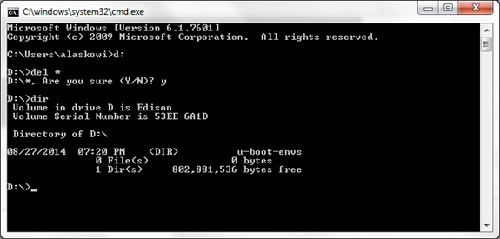 C:\windows\system32\cmd.exe
Microsoft Windows [Version 6.1.7601]
Copyright (c) 2009 Microsoft Corporation.  All rights reserved.
C:\Users\alaskowi>d:
D:\>del *
D:\*, Are you sure (Y/N)? y
D:\>dir
Volume in drive D is Edison
Volume Serial Number is 53EE 6A1D
Directory of D:\
08/27/2014  07:20 PM    <DIR>          u-boot-envs
0 File(s)              0 bytes
1 Dir(s)     802,881,536 bytes free
D:\>_